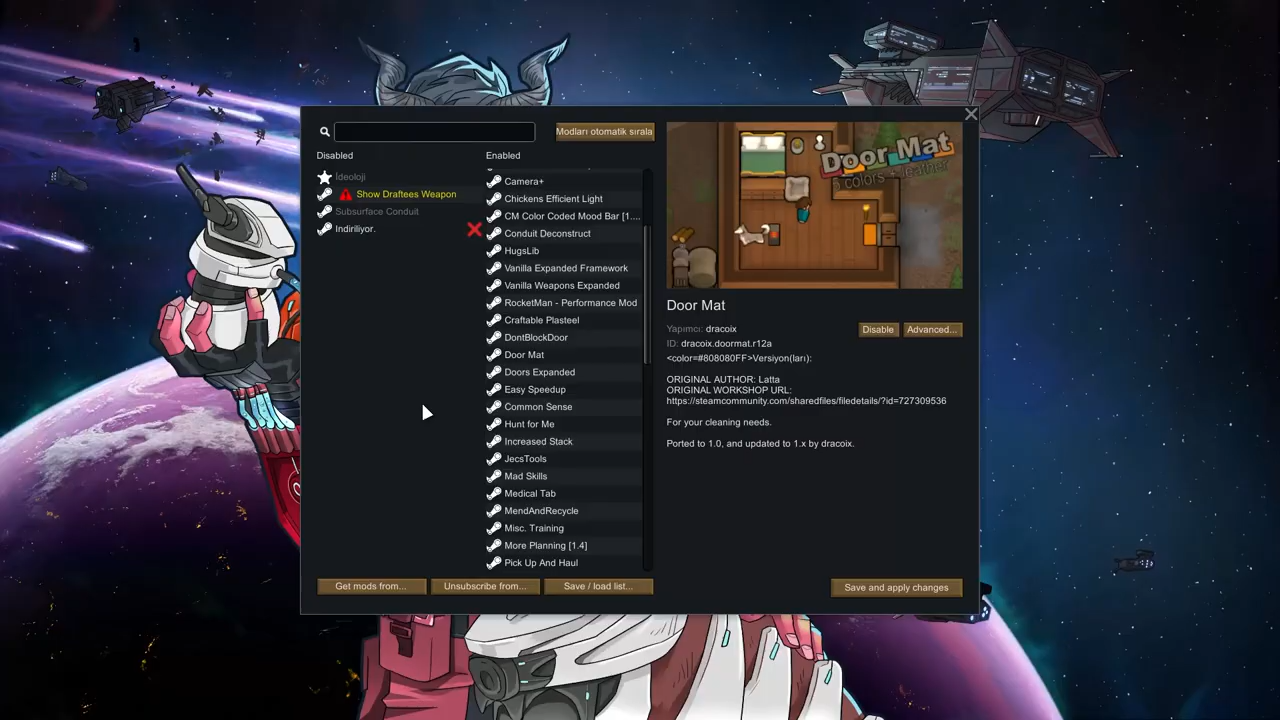 Modları otomatik sırala
Disabled
İdeoloji
Show Draftees Weapon
Subsurface Conduit
Indiriliyor.
Enabled
Camera+
Chickens Efficient Light
CM Color Coded Mood Bar [1....
Conduit Deconstruct
HugsLib
Vanilla Expanded Framework
Vanilla Weapons Expanded
RocketMan - Performance Mod
Craftable Plasteel
DontBlockDoor
Door Mat
Doors Expanded
Easy Speedup
Common Sense
Hunt for Me
Increased Stack
JecsTools
Mad Skills
Medical Tab
MendAndRecycle
Misc. Training
More Planning [1.4]
Pick Up And Haul
Get mods from...
Unsubscribe from...
Save / load list...
Door Mat
5 colors + leather
Door Mat
Yapımcı: dracoix
Disable
Advanced...
ID: dracoix.doormat.r12a
<color=#808080FF>Versiyon(ları):
ORIGINAL AUTHOR: Latta
ORIGINAL WORKSHOP URL:
https://steamcommunity.com/sharedfiles/filedetails/?id=727309536
For your cleaning needs.
Ported to 1.0, and updated to 1.x by dracoix.
Save and apply changes